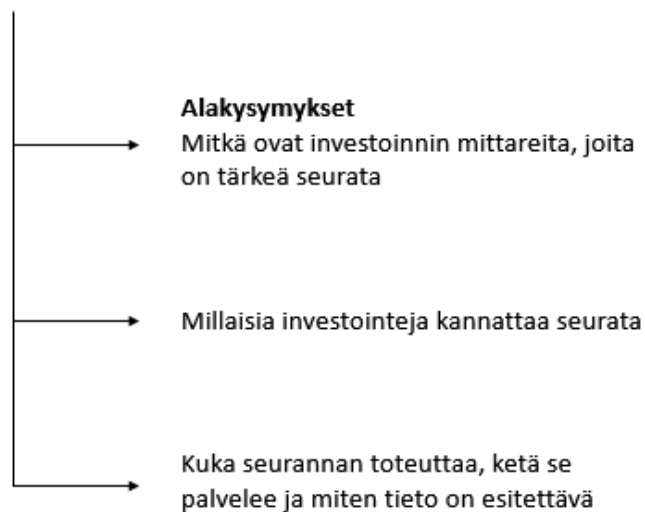 Alakysymykset
Mitkä ovat investoinnin mittareita, joita
on tärkeä seurata
Millaisia investointeja kannattaa seurata
Kuka seurannan toteuttaa, ketä se
palvelee ja miten tieto on esitettävä